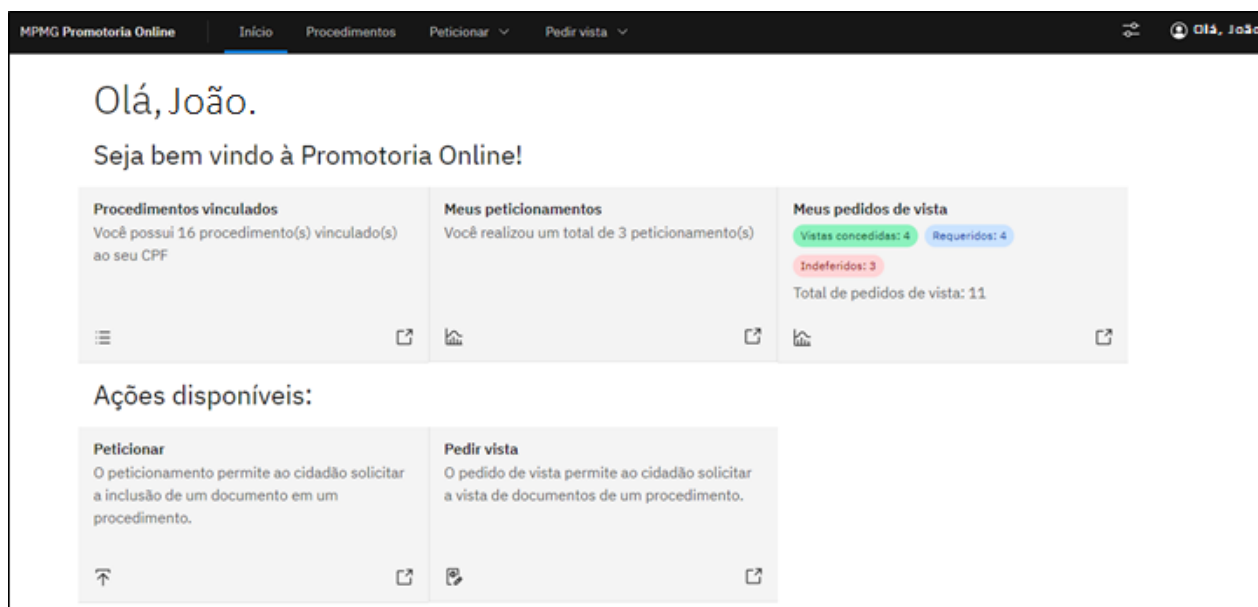 MPMG Promotoria Online Início Procedimentos Peticionar Pedir vista Olá, João
Olá, João.
Seja bem vindo à Promotoria Online!
Procedimentos vinculados
Você possui 16 procedimento(s) vinculado(s)
ao seu CPF
Meus peticionamentos
Você realizou um total de 3 peticionamento(s)
Meus pedidos de vista
Vistas concedidas: 4 Requeridos: 4
Indeferidos: 3
Total de pedidos de vista: 11
Ações disponíveis:
Peticionar
O peticionamento permite ao cidadão solicitar
a inclusão de um documento em um
procedimento.
Pedir vista
O pedido de vista permite ao cidadão solicitar
a vista de documentos de um procedimento.